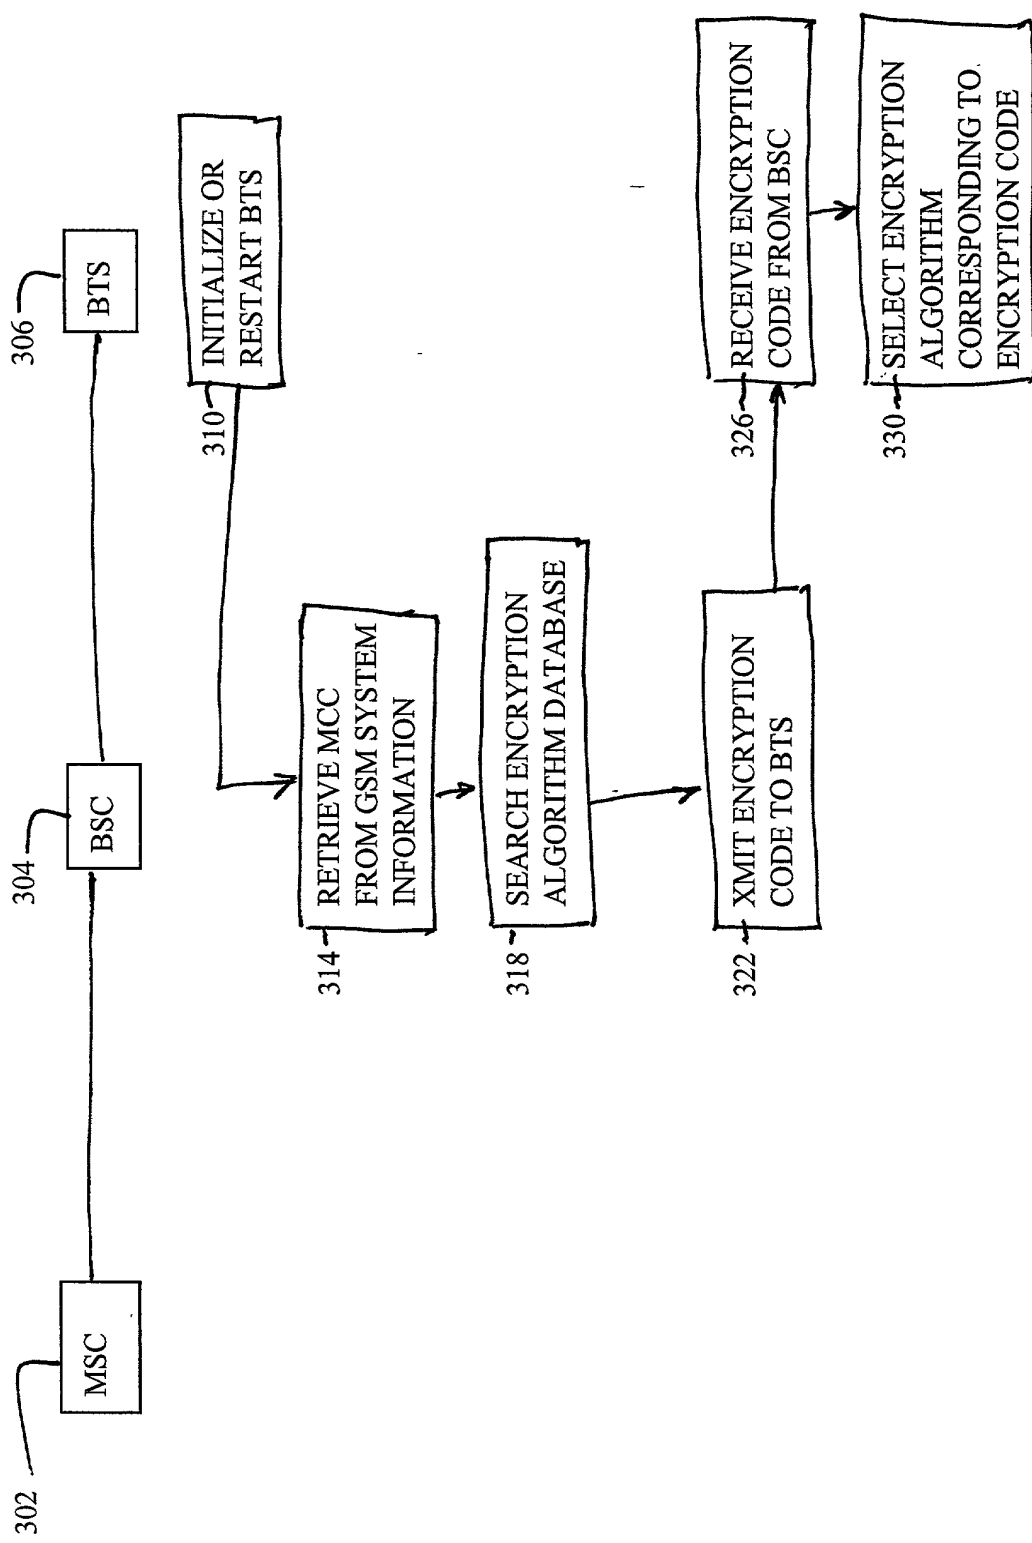 302
MSC
304
BSC
306
BTS
310
INITIALIZE OR
RESTART BTS
314
RETRIEVE MCC
FROM GSM SYSTEM
INFORMATION
318
SEARCH ENCRYPTION
ALGORITHM DATABASE
322
XMIT ENCRYPTION
CODE TO BTS
326
RECEIVE ENCRYPTION
CODE FROM BSC
330
SELECT ENCRYPTION
ALGORITHM
CORRESPONDING TO
ENCRYPTION CODE